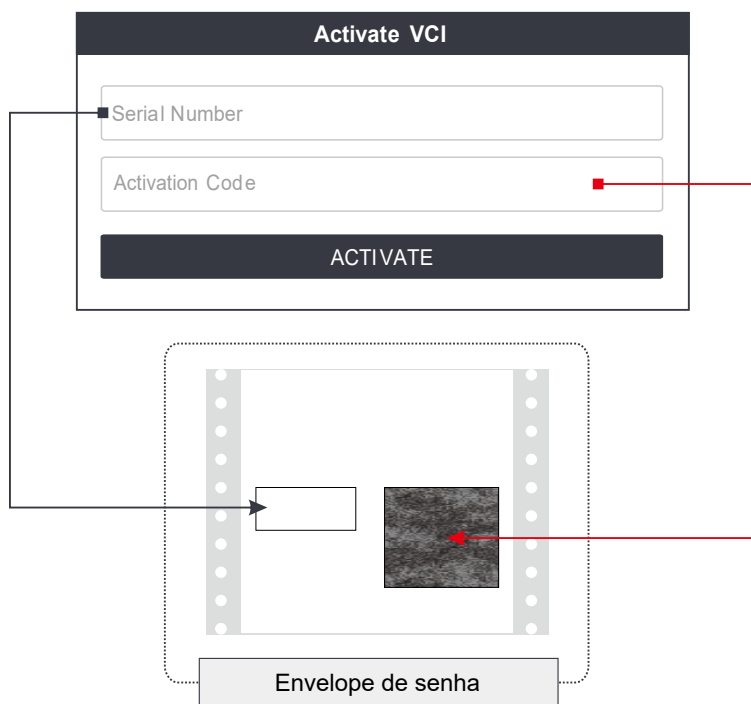 Activate VCI
Serial Number
Activation Code
ACTIVATE
Envelope de senha